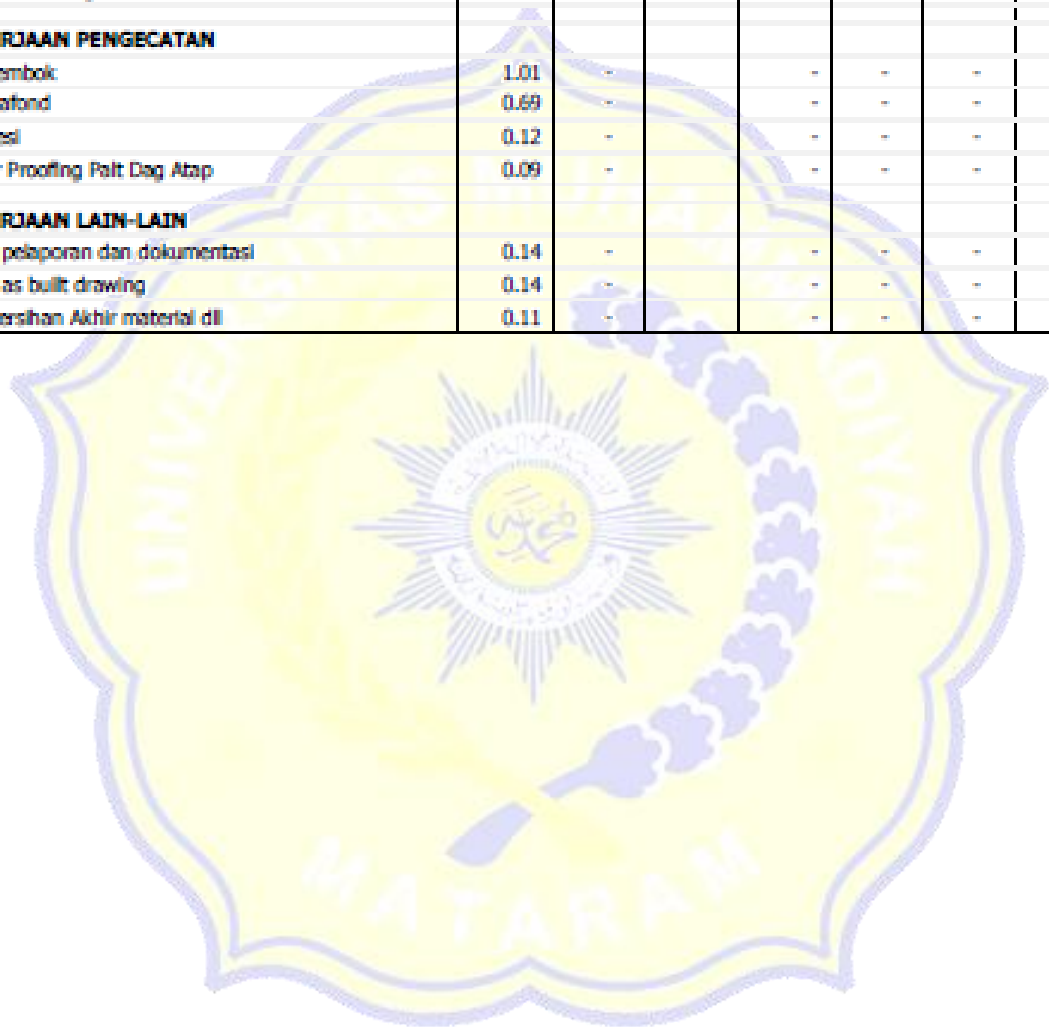 RJAAN PENGECATAN
embok 1.01 - - - -
afond 0.69 - - - -
esi 0.12 - - - -
r Proofing Palt Dag Atap 0.09 - - - -
RJAAN LAIN-LAIN
pelaporan dan dokumentasi 0.14 - - - -
as built drawing 0.14 - - - -
ersihan Akhir material dll 0.11 - - - -
MATARAM